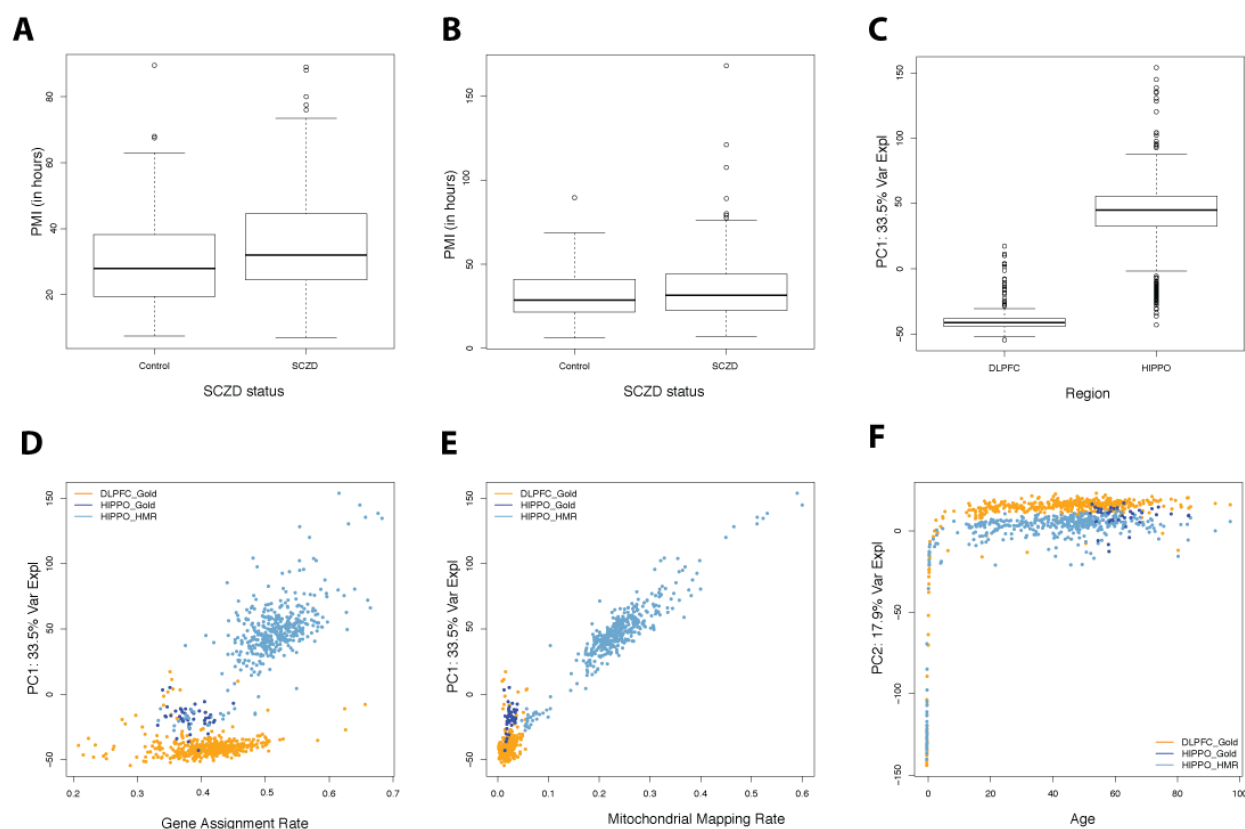 A
B
C
PMI (in hours)
80
60
40
20
Control
SCZD
SCZD status
PMI (in hours)
150
100
50
0
Control
SCZD
SCZD status
PC1: 33.5% Var Expl
150
100
50
0
−50
DLPFC
HIPPO
Region
D
E
F
DLPFC_Gold
HIPPO_Gold
HIPPO_HMR
PC1: 33.5% Var Expl
150
100
50
0
−50
0.2
0.3
0.4
0.5
0.6
0.7
Gene Assignment Rate
DLPFC_Gold
HIPPO_Gold
HIPPO_HMR
PC1: 33.5% Var Expl
150
100
50
0
−50
0.0
0.1
0.2
0.3
0.4
0.5
0.6
Mitochondrial Mapping Rate
PC2: 17.9% Var Expl
0
−50
−100
−150
DLPFC_Gold
HIPPO_Gold
HIPPO_HMR
0
20
40
60
80
100
Age